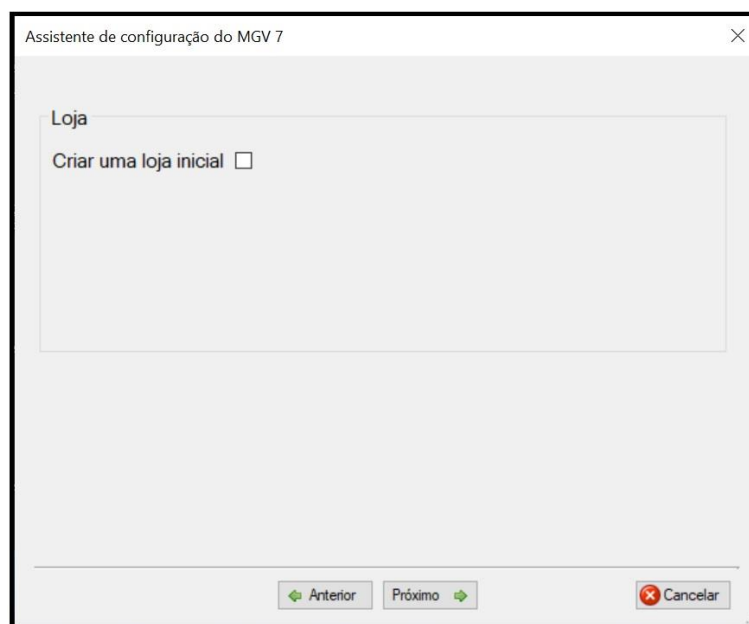 Assistente de configuração do MGV 7
Loja
Criar uma loja inicial
Anterior
Próximo
Cancelar